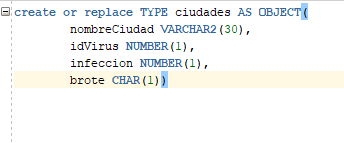 create or replace TYPE ciudades AS OBJECT(
nombreCiudad VARCHAR2(30),
idVirus NUMBER(1),
infeccion NUMBER(1),
brote CHAR(1))